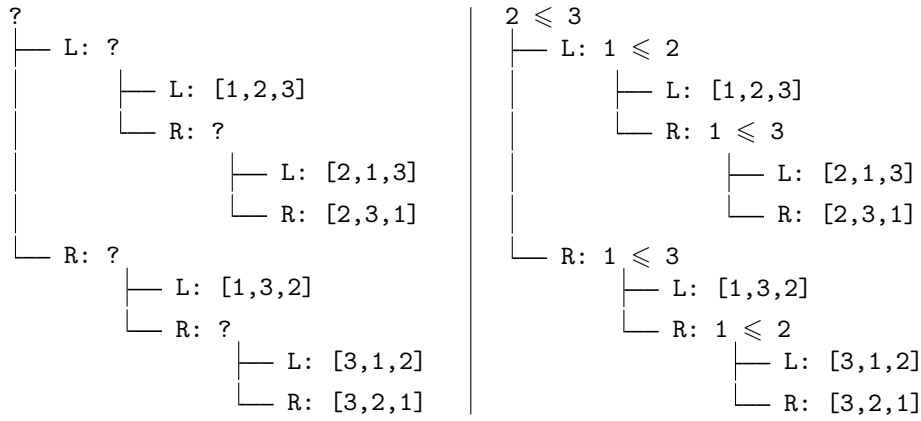 ?
L: ?
L: [1,2,3]
R: ?
L: [2,1,3]
R: [2,3,1]
R: ?
L: [1,3,2]
R: ?
L: [3,1,2]
R: [3,2,1]
2 ⩽ 3
L: 1 ⩽ 2
L: [1,2,3]
R: 1 ⩽ 3
L: [2,1,3]
R: [2,3,1]
R: 1 ⩽ 3
L: [1,3,2]
R: 1 ⩽ 2
L: [3,1,2]
R: [3,2,1]